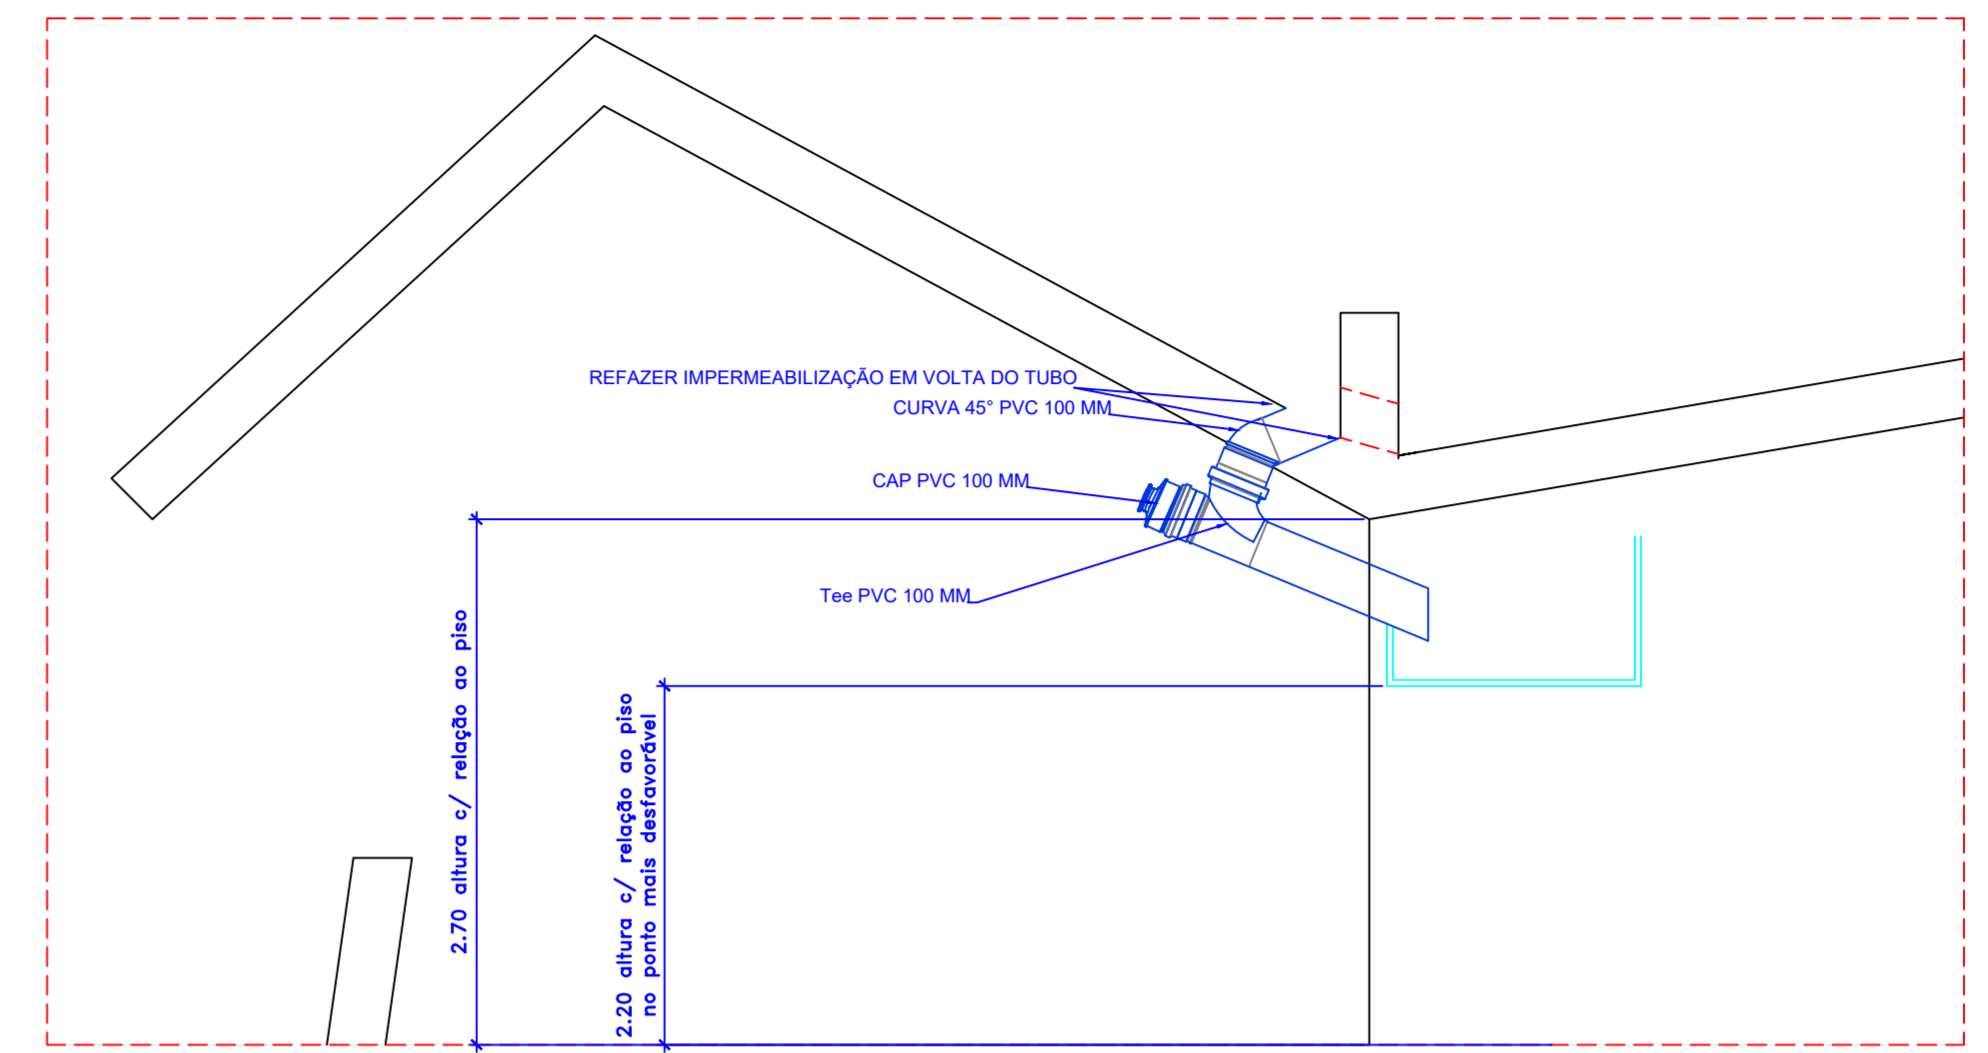 REFAZER IMPERMEABILIZAÇÃO EM VOLTA DO TUBO
CURVA 45° PVC 100 MM
CAP PVC 100 MM
Tee PVC 100 MM
2.70 altura c/ relação ao piso
2.20 altura c/ relação ao piso
no ponto mais desfavorável